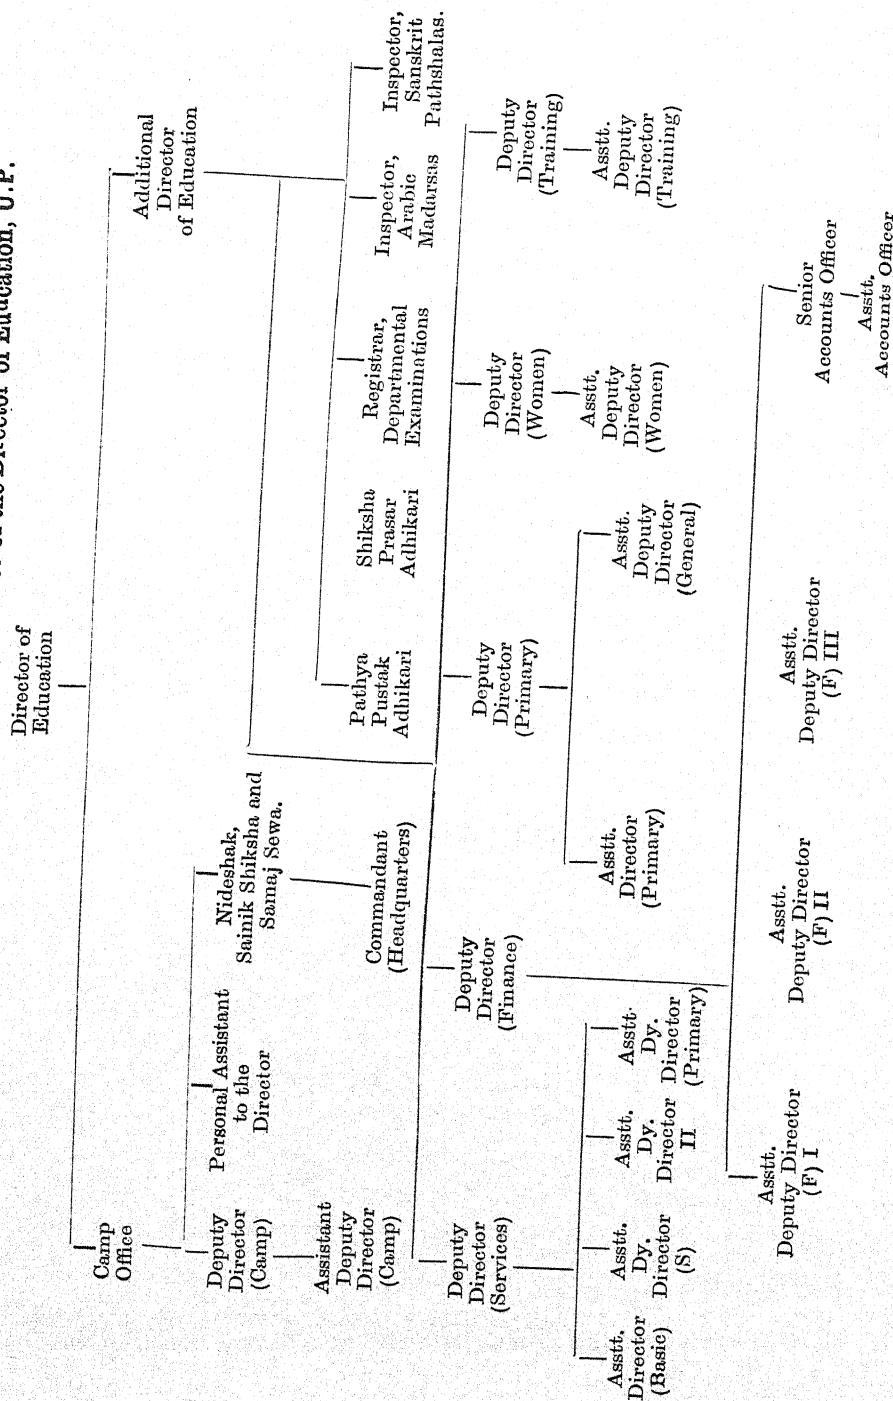 of the Director of Education, U.P.
Director of
Education
Camp
Office
Additional
Director
of Education
Deputy
Director
(Camp)
Personal Assistant
to the
Director
Nideshak,
Sainik Shiksha and
Samaj Sewa.
Assistant
Deputy
Director
(Camp)
Commandant
(Headquarters)
Pathya
Pustak
Adhikari
Shiksha
Prasar
Adhikari
Registrar,
Departmental
Examinations
Inspector,
Arabic
Madarsas
Inspector,
Sanskrit
Pathshalas.
Deputy
Director
(Services)
Deputy
Director
(Finance)
Deputy
Director
(Primary)
Deputy
Director
(Women)
Deputy
Director
(Training)
Asstt.
Director
(Basic)
Asstt.
Dy.
Director
(S)
Asstt.
Dy.
Director
II
Asstt.
Dy.
Director
(Primary)
Asstt.
Director
(Primary)
Asstt.
Deputy
Director
(General)
Asstt.
Deputy
Director
(Women)
Asstt.
Deputy
Director
(Training)
Asstt.
Deputy Director
(F) I
Asstt.
Deputy Director
(F) II
Asstt.
Deputy Director
(F) III
Senior
Accounts Officer
Asstt.
Accounts Officer